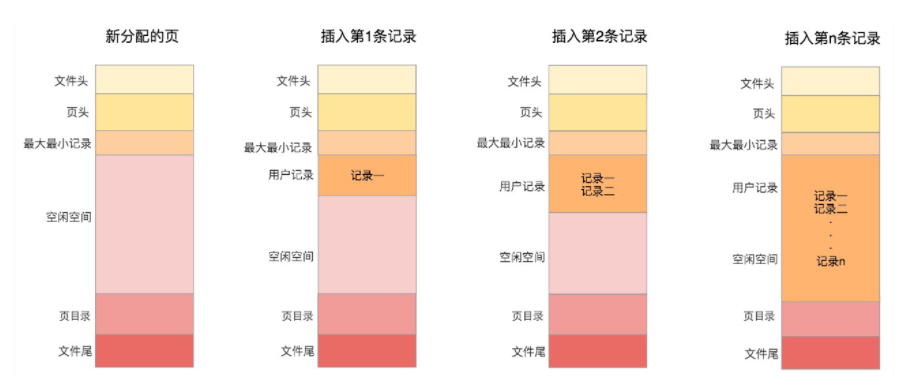 新分配的页
文件头
页头
最大最小记录
空闲空间
页目录
文件尾
插入第1条记录
文件头
页头
最大最小记录
用户记录
记录一
空闲空间
页目录
文件尾
插入第2条记录
文件头
页头
最大最小记录
用户记录
记录一
记录二
空闲空间
页目录
文件尾
插入第n条记录
文件头
页头
最大最小记录
用户记录
记录一
记录二
.
.
.
记录n
空闲空间
页目录
文件尾